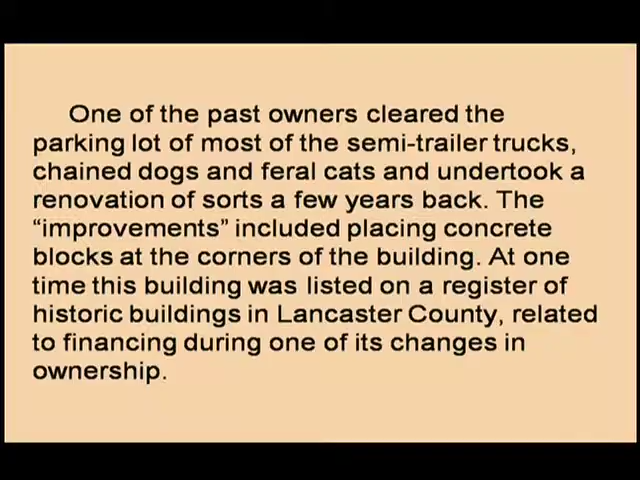 One of the past owners cleared the
parking lot of most of the semi-trailer trucks,
chained dogs and feral cats and undertook a
renovation of sorts a few years back. The
“improvements” included placing concrete
blocks at the corners of the building. At one
time this building was listed on a register of
historic buildings in Lancaster County, related
to financing during one of its changes in
ownership.